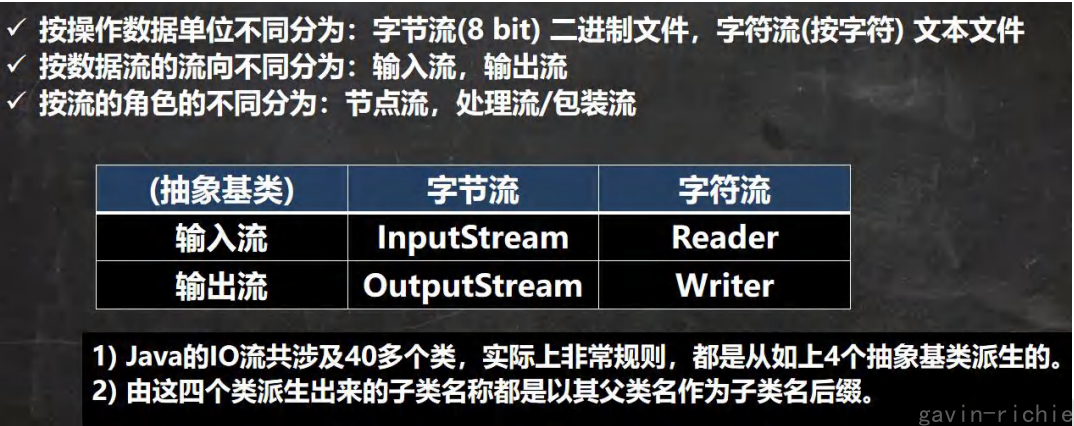 ✓ 按操作数据单位不同分为：字节流(8 bit) 二进制文件，字符流(按字符) 文本文件
✓ 按数据流的流向不同分为：输入流，输出流
✓ 按流的角色的不同分为：节点流，处理流/包装流
(抽象基类) 字节流 字符流
输入流 InputStream Reader
输出流 OutputStream Writer
1) Java的IO流共涉及40多个类，实际上非常规则，都是从如上4个抽象基类派生的。
2) 由这四个类派生出来的子类名称都是以其父类名作为子类名后缀。
gavin-richie